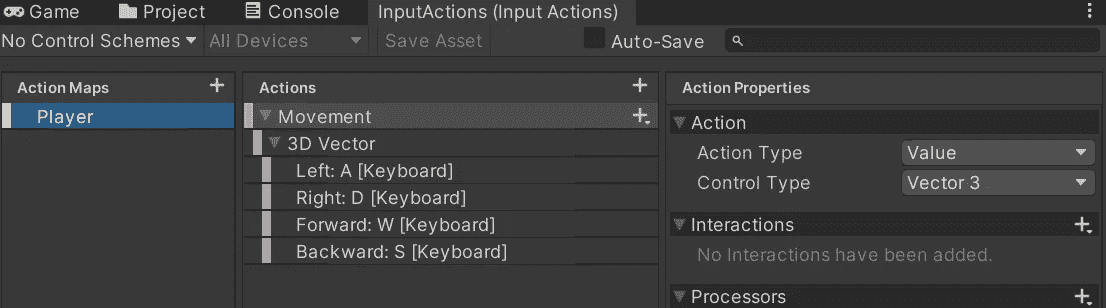 Game Project Console InputActions (Input Actions)
No Control Schemes All Devices Save Asset Auto-Save
Action Maps
Player
Actions
Movement
3D Vector
Left: A [Keyboard]
Right: D [Keyboard]
Forward: W [Keyboard]
Backward: S [Keyboard]
Action Properties
Action
Action Type Value
Control Type Vector 3
Interactions
No Interactions have been added.
Processors